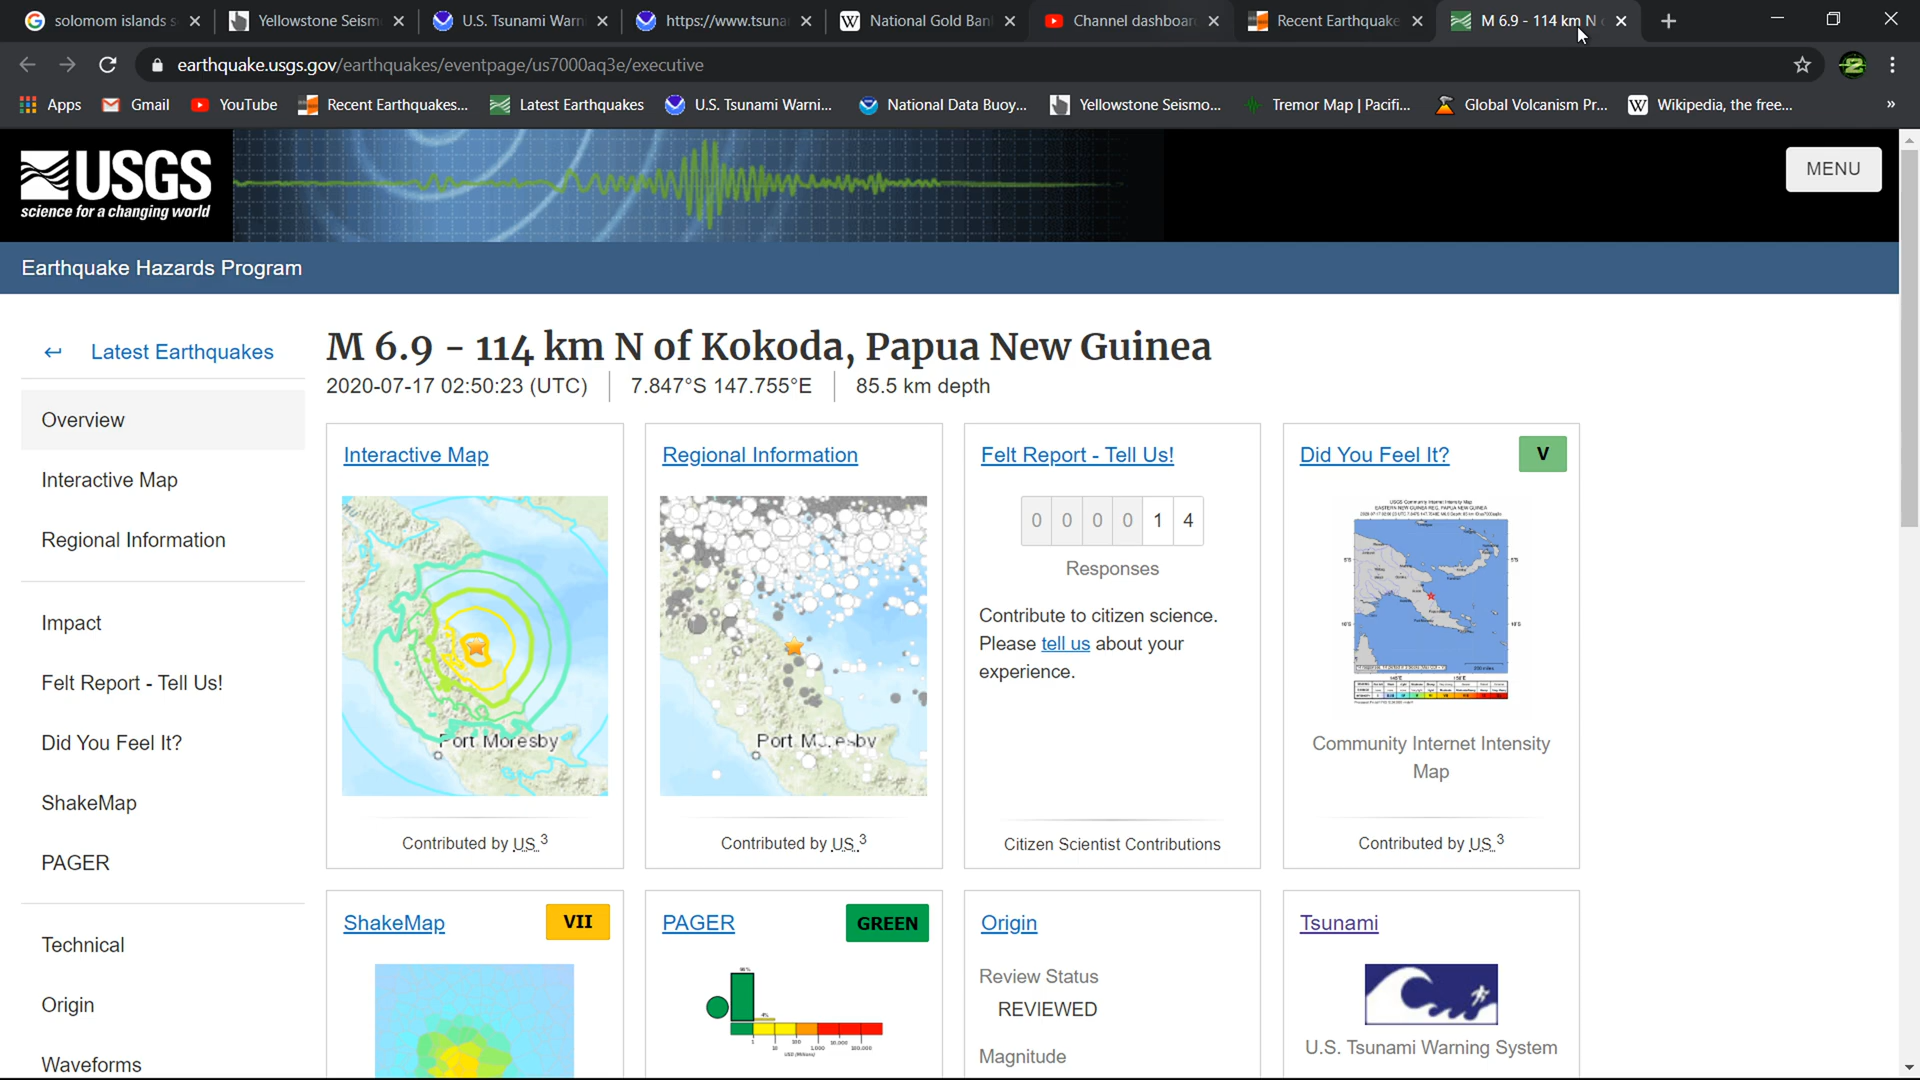 solomom islands s
Yellowstone Seism
U.S. Tsunami Warn
https://www.tsuna
National Gold Ban
Channel dashboar
Recent Earthquake
M 6.9 - 114 km N o
earthquake.usgs.gov/earthquakes/eventpage/us7000aq3e/executive
Apps
Gmail
YouTube
Recent Earthquakes...
Latest Earthquakes
U.S. Tsunami Warni...
National Data Buoy...
Yellowstone Seismo...
Tremor Map | Pacifi...
Global Volcanism Pr...
Wikipedia, the free...
»
USGS
science for a changing world
MENU
Earthquake Hazards Program
Latest Earthquakes
Overview
Interactive Map
Regional Information
Impact
Felt Report - Tell Us!
Did You Feel It?
ShakeMap
PAGER
Technical
Origin
Waveforms
M 6.9 - 114 km N of Kokoda, Papua New Guinea
2020-07-17 02:50:23 (UTC)
7.847°S 147.755°E
85.5 km depth
Interactive Map
Port Moresby
Contributed by US 3
Regional Information
Port Moresby
Contributed by US 3
Felt Report - Tell Us!
0 0 0 0 1 4
Responses
Contribute to citizen science.
Please tell us about your
experience.
Citizen Scientist Contributions
Did You Feel It?
V
Community Internet Intensity
Map
Contributed by US 3
ShakeMap
VII
PAGER
GREEN
Origin
Review Status
REVIEWED
Magnitude
Tsunami
U.S. Tsunami Warning System